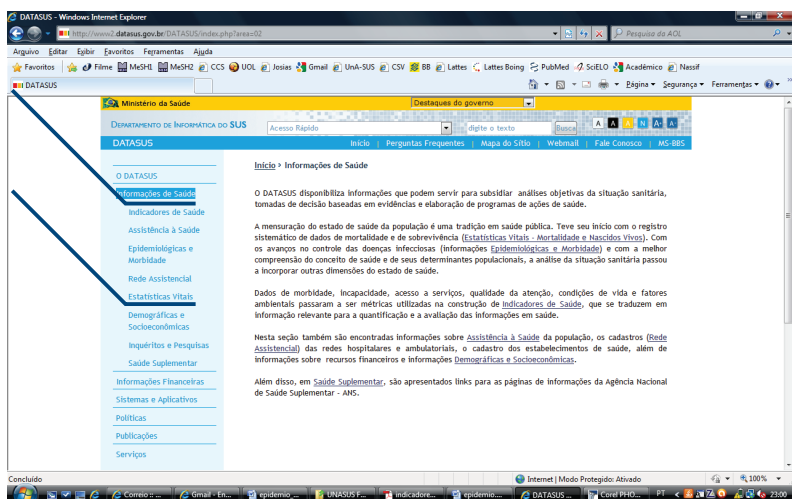 DATASUS - Windows Internet Explorer
http://www2.datasus.gov.br/DATASUS/index.php?area=02
Pesquisa da AOL
Arquivo Editar Exibir Favoritos Ferramentas Ajuda
Favoritos Filme MeSH1 MeSH2 CCS UOL Josias Gmail UnA-SUS CSV BB Lattes Lattes Boing PubMed SciELO Acadêmico Nassif
DATASUS
Página Segurança Ferramentas
Ministério da Saúde
Destaques do governo
DEPARTAMENTO DE INFORMÁTICA DO SUS
Acesso Rápido
digite o texto
Busca
A A A N A+ A-
DATASUS
Início | Perguntas Frequentes | Mapa do Sítio | Webmail | Fale Conosco | MS-BBS
O DATASUS
Informações de Saúde
Indicadores de Saúde
Assistência à Saúde
Epidemiológicas e
Morbidade
Rede Assistencial
Estatísticas Vitais
Demográficas e
Socioeconômicas
Inquéritos e Pesquisas
Saúde Suplementar
Informações Financeiras
Sistemas e Aplicativos
Políticas
Publicações
Serviços
Início > Informações de Saúde
O DATASUS disponibiliza informações que podem servir para subsidiar análises objetivas da situação sanitária,
tomadas de decisão baseadas em evidências e elaboração de programas de ações de saúde.
A mensuração do estado de saúde da população é uma tradição em saúde pública. Teve seu início com o registro
sistemático de dados de mortalidade e de sobrevivência (Estatísticas Vitais - Mortalidade e Nascidos Vivos). Com
os avanços no controle das doenças infecciosas (informações Epidemiológicas e Morbidade) e com a melhor
compreensão do conceito de saúde e de seus determinantes populacionais, a análise da situação sanitária passou
a incorporar outras dimensões do estado de saúde.
Dados de morbidade, incapacidade, acesso a serviços, qualidade da atenção, condições de vida e fatores
ambientais passaram a ser métricas utilizadas na construção de Indicadores de Saúde, que se traduzem em
informação relevante para a quantificação e a avaliação das informações em saúde.
Nesta seção também são encontradas informações sobre Assistência à Saúde da população, os cadastros (Rede
Assistencial) das redes hospitalares e ambulatoriais, o cadastro dos estabelecimentos de saúde, além de
informações sobre recursos financeiros e informações Demográficas e Socioeconômicas.
Além disso, em Saúde Suplementar, são apresentados links para as páginas de informações da Agência Nacional
de Saúde Suplementar - ANS.
Concluído
Internet | Modo Protegido: Ativado
100%
Correio :: ... Gmail - En... epidemio_... UNASUS F... indicadore... epidemio.... DATASUS ... Corel PHO... PT 23:00